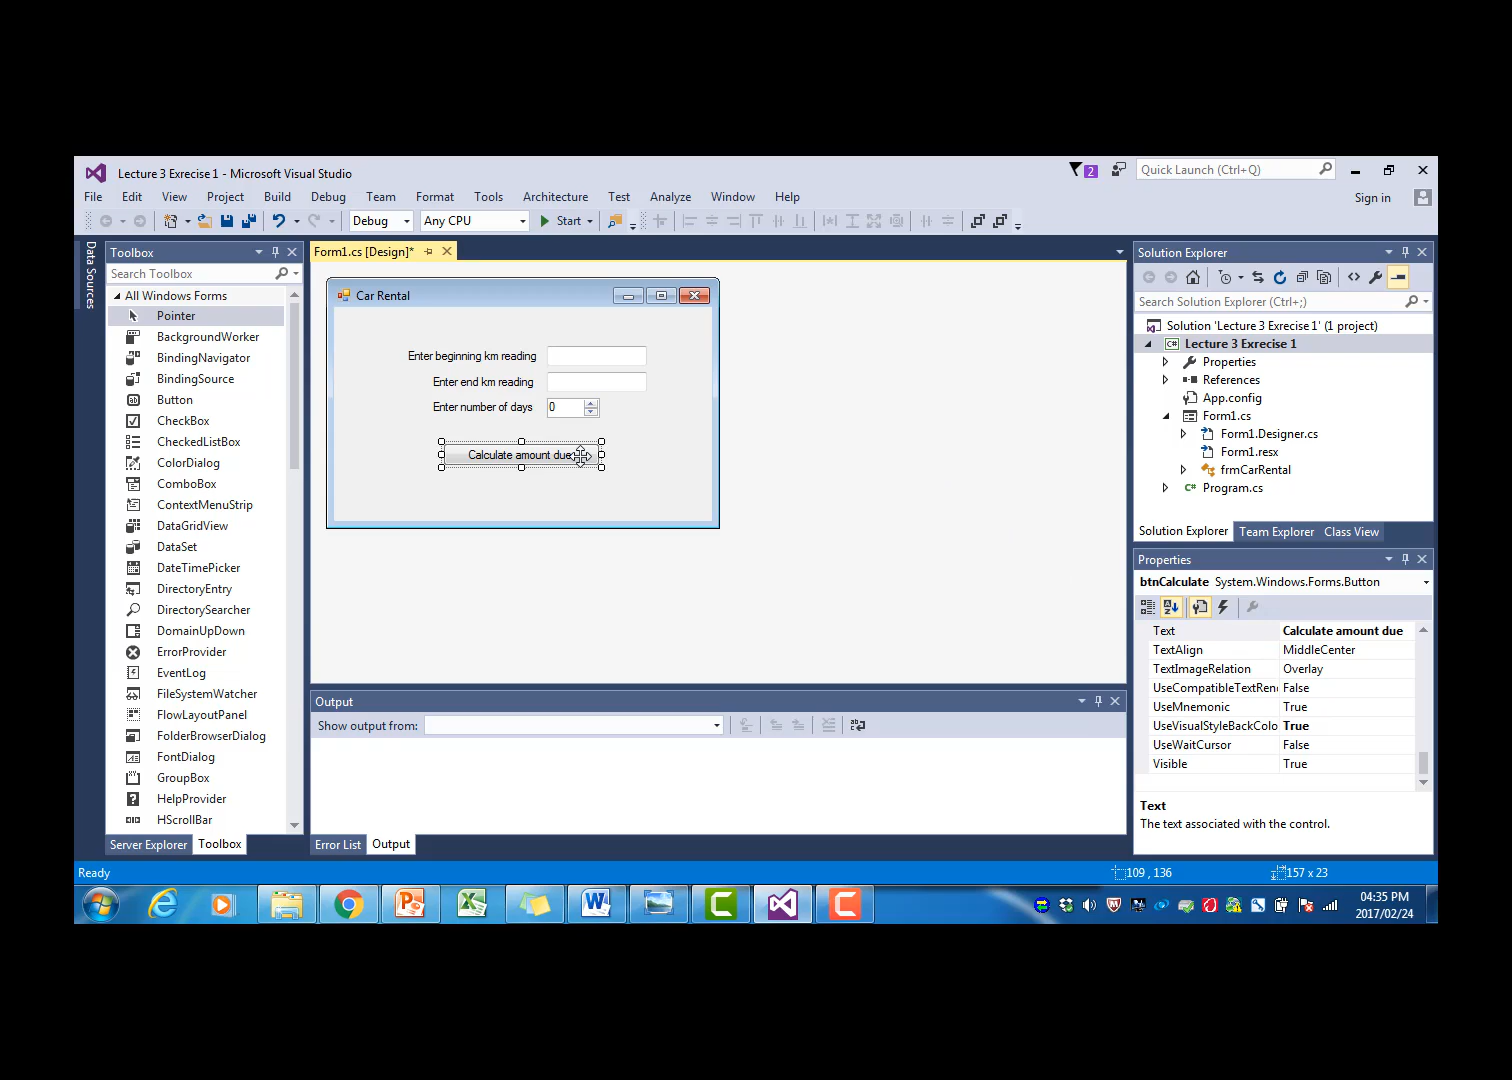 Lecture 3 Exrecise 1 - Microsoft Visual Studio
2
Quick Launch (Ctrl+Q)
File Edit View Project Build Debug Team Format Tools Architecture Test Analyze Window Help
Sign in
Debug Any CPU Start
Data Sources
Toolbox
Search Toolbox
All Windows Forms
Pointer
BackgroundWorker
BindingNavigator
BindingSource
Button
CheckBox
CheckedListBox
ColorDialog
ComboBox
ContextMenuStrip
DataGridView
DataSet
DateTimePicker
DirectoryEntry
DirectorySearcher
DomainUpDown
ErrorProvider
EventLog
FileSystemWatcher
FlowLayoutPanel
FolderBrowserDialog
FontDialog
GroupBox
HelpProvider
HScrollBar
Server Explorer Toolbox
Form1.cs [Design]*
Car Rental
Enter beginning km reading
Enter end km reading
Enter number of days 0
Calculate amount due
Output
Show output from:
Error List Output
Solution Explorer
Search Solution Explorer (Ctrl+;)
Solution 'Lecture 3 Exrecise 1' (1 project)
C# Lecture 3 Exrecise 1
Properties
References
App.config
Form1.cs
Form1.Designer.cs
Form1.resx
frmCarRental
C# Program.cs
Solution Explorer Team Explorer Class View
Properties
btnCalculate System.Windows.Forms.Button
Text Calculate amount due
TextAlign MiddleCenter
TextImageRelation Overlay
UseCompatibleTextRen False
UseMnemonic True
UseVisualStyleBackColo True
UseWaitCursor False
Visible True
Text
The text associated with the control.
Ready
109 , 136
157 x 23
04:35 PM
2017/02/24